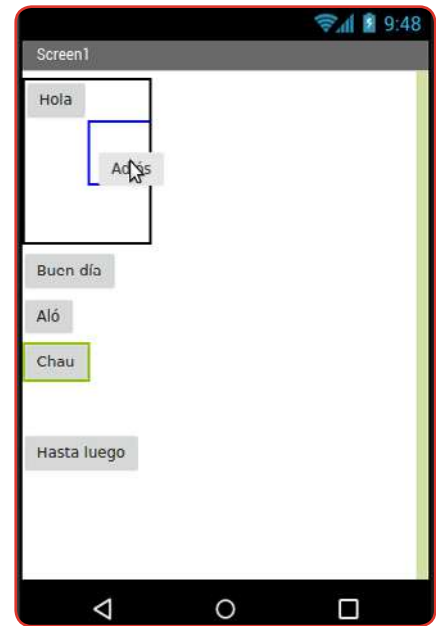 9:48
Screen1
Hola
Adiós
Buen día
Aló
Chau
Hasta luego